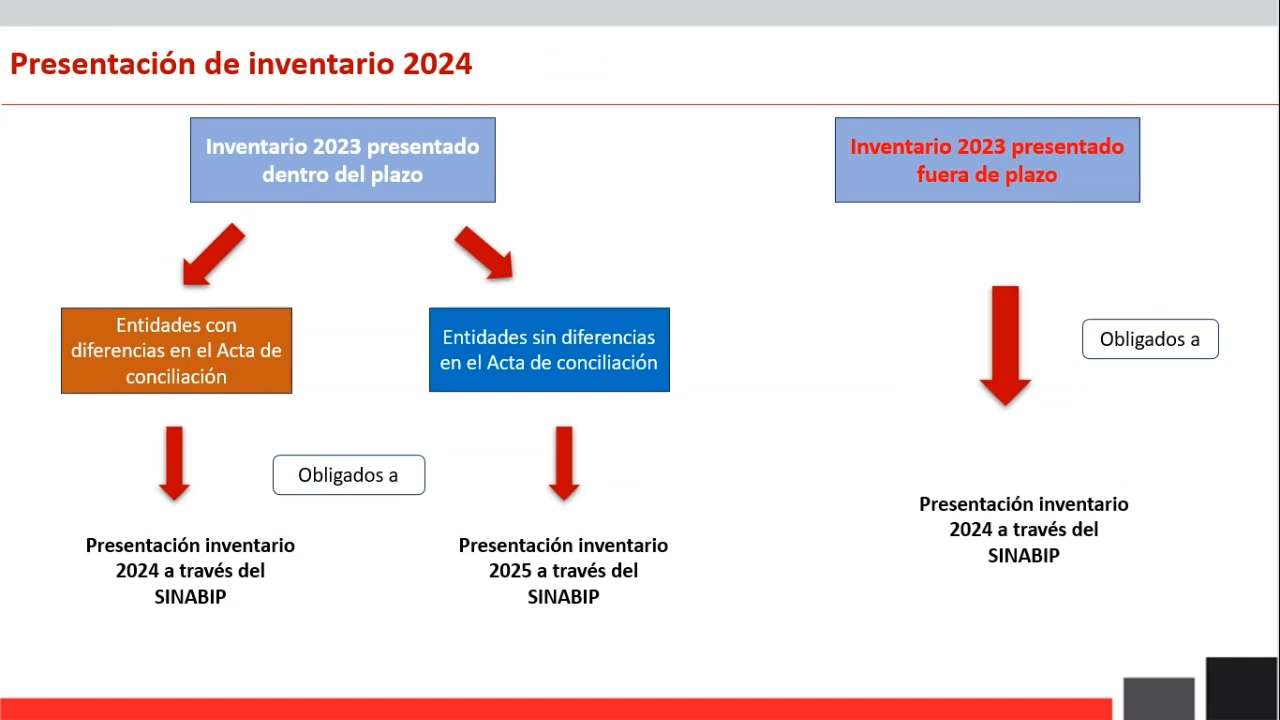 Presentación de inventario 2024
Inventario 2023 presentado
dentro del plazo
Inventario 2023 presentado
fuera de plazo
Entidades con
diferencias en el Acta de
conciliación
Entidades sin diferencias
en el Acta de conciliación
Obligados a
Obligados a
Presentación inventario
2024 a través del
SINABIP
Presentación inventario
2025 a través del
SINABIP
Presentación inventario
2024 a través del
SINABIP